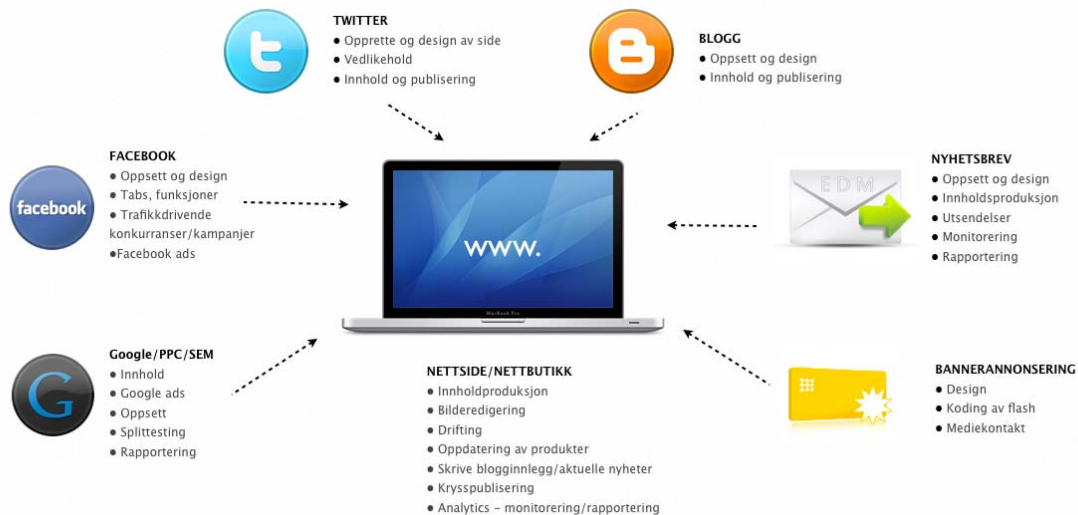 TWITTER
● Opprette og design av side
● Vedlikehold
● Innhold og publisering
BLOGG
● Oppsett og design
● Innhold og publisering
FACEBOOK
● Oppsett og design
● Tabs, funksjoner
● Trafikkdrivende
konkurranser/kampanjer
●Facebook ads
facebook
www.
MacBook Pro
EDM
NYHETSBREV
● Oppsett og design
● Innholdsproduksjon
● Utsendelser
● Monitorering
● Rapportering
Google/PPC/SEM
● Innhold
● Google ads
● Oppsett
● Splittesting
● Rapportering
G
NETTSIDE/NETTBUTIKK
● Innholdproduksjon
● Bilderedigering
● Drifting
● Oppdatering av produkter
● Skrive blogginnlegg/aktuelle nyheter
● Krysspublisering
● Analytics – monitorering/rapportering
BANNERANNONSERING
● Design
● Koding av flash
● Mediekontakt